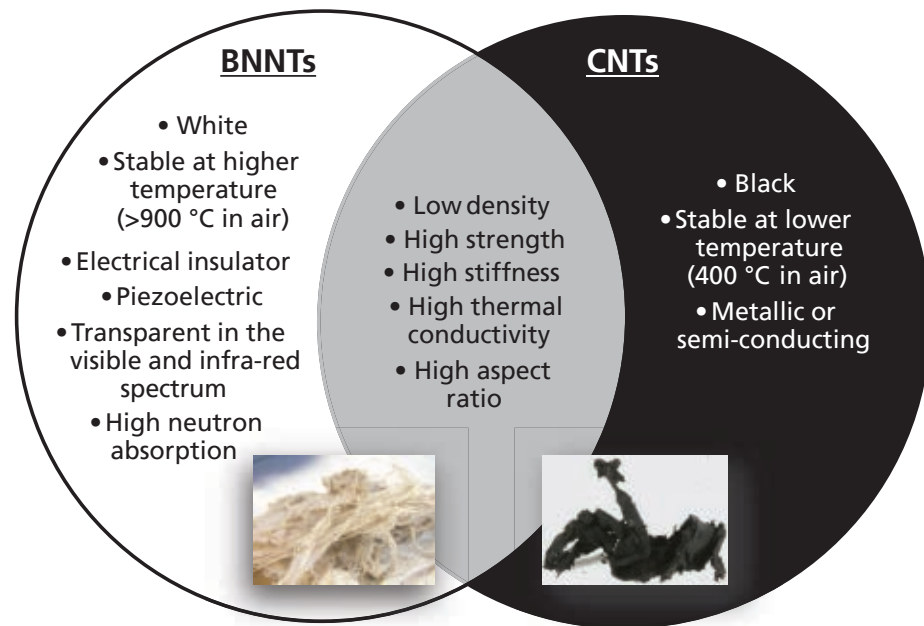 BNNTs
• White
• Stable at higher
temperature
(>900 °C in air)
• Electrical insulator
• Piezoelectric
• Transparent in the
visible and infra-red
spectrum
• High neutron
absorption
• Low density
• High strength
• High stiffness
• High thermal
conductivity
• High aspect
ratio
CNTs
• Black
• Stable at lower
temperature
(400 °C in air)
• Metallic or
semi-conducting